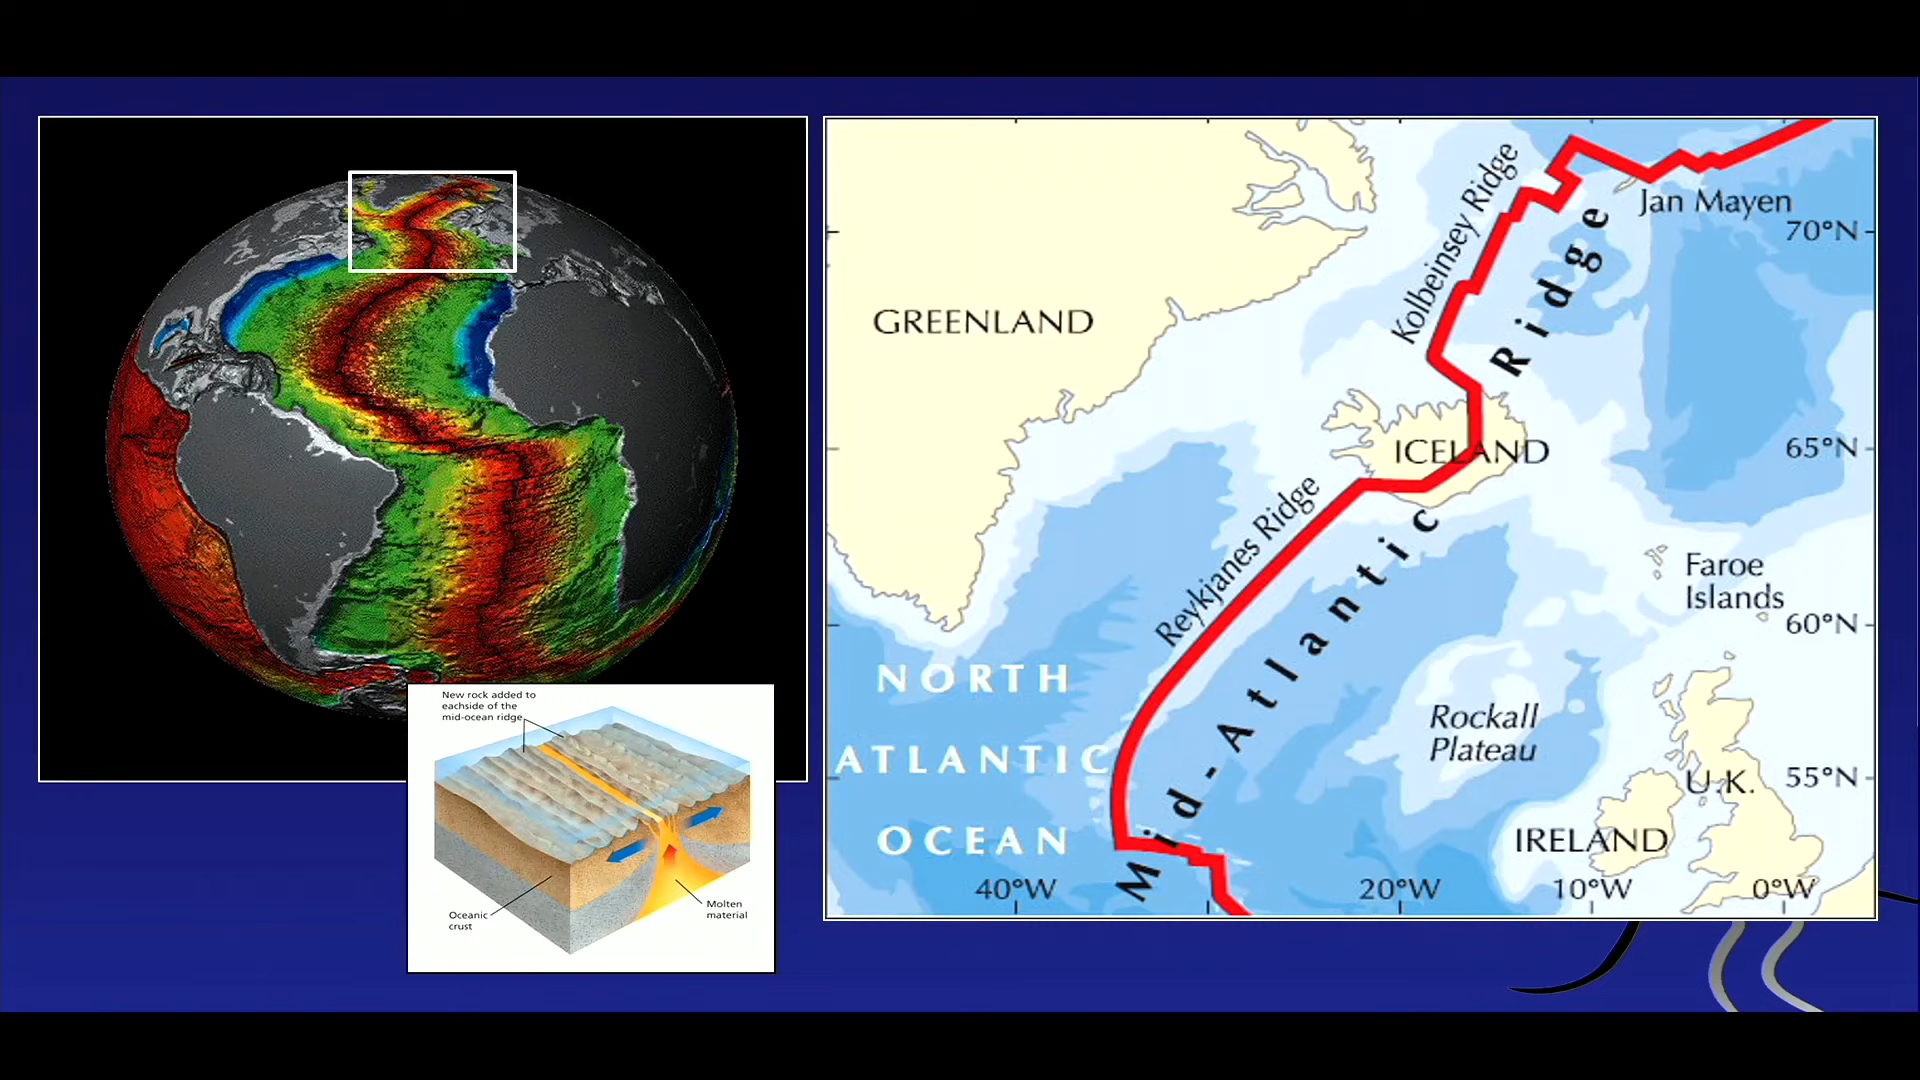 New rock added to
eachside of the
mid-ocean ridge
Oceanic
crust
Molten
material
Kolbeinsey Ridge
Jan Mayen
70°N
GREENLAND
Mid-Atlantic Ridge
ICELAND
65°N
Reykjanes Ridge
Faroe
Islands
60°N
NORTH
ATLANTIC
OCEAN
Rockall
Plateau
U.K.
55°N
IRELAND
40°W
20°W
10°W
0°W